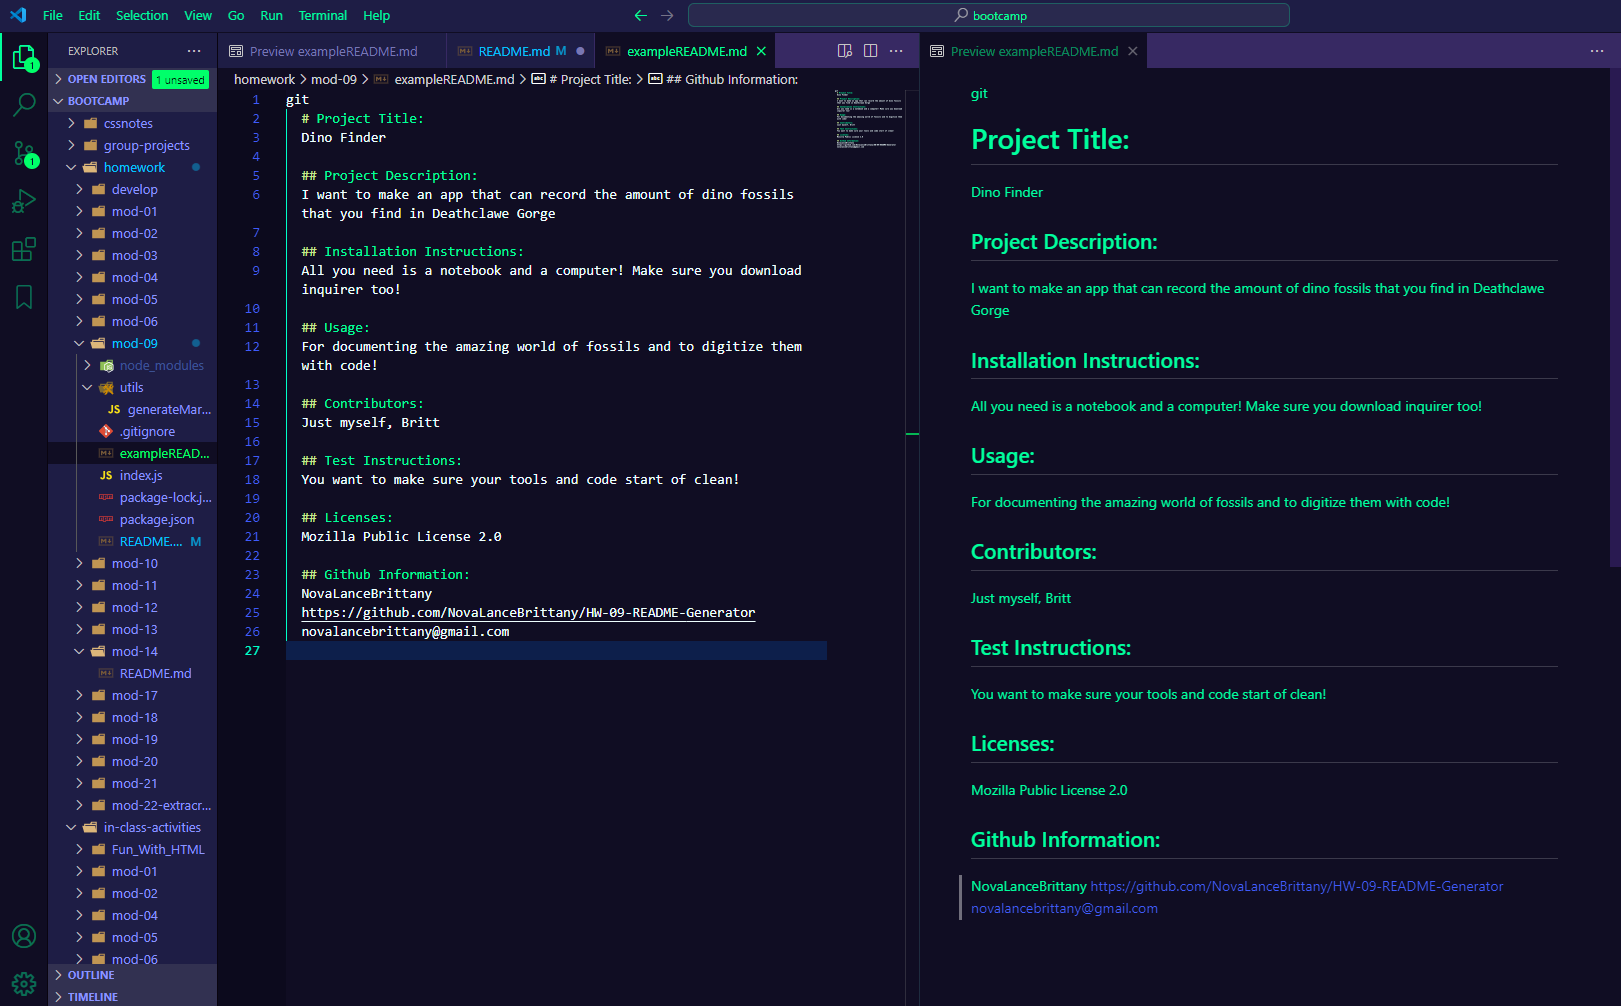 File Edit Selection View Go Run Terminal Help
bootcamp
EXPLORER
OPEN EDITORS 1 unsaved
BOOTCAMP
cssnotes
group-projects
homework
develop
mod-01
mod-02
mod-03
mod-04
mod-05
mod-06
mod-09
node_modules
utils
JS generateMar...
.gitignore
exampleREAD...
JS index.js
package-lock.j...
package.json
README.... M
mod-10
mod-11
mod-12
mod-13
mod-14
README.md
mod-17
mod-18
mod-19
mod-20
mod-21
mod-22-extracr...
in-class-activities
Fun_With_HTML
mod-01
mod-02
mod-04
mod-05
mod-06
OUTLINE
TIMELINE
1
1
Preview exampleREADME.md README.md M exampleREADME.md
homework > mod-09 > exampleREADME.md > # Project Title: > ## Github Information:
1 git
2 # Project Title:
3 Dino Finder
4
5 ## Project Description:
6 I want to make an app that can record the amount of dino fossils
that you find in Deathclawe Gorge
7
8 ## Installation Instructions:
9 All you need is a notebook and a computer! Make sure you download
inquirer too!
10
11 ## Usage:
12 For documenting the amazing world of fossils and to digitize them
with code!
13
14 ## Contributors:
15 Just myself, Britt
16
17 ## Test Instructions:
18 You want to make sure your tools and code start of clean!
19
20 ## Licenses:
21 Mozilla Public License 2.0
22
23 ## Github Information:
24 NovaLanceBrittany
25 https://github.com/NovaLanceBrittany/HW-09-README-Generator
26 novalancebrittany@gmail.com
27
Preview exampleREADME.md
git
Project Title:
Dino Finder
Project Description:
I want to make an app that can record the amount of dino fossils that you find in Deathclawe
Gorge
Installation Instructions:
All you need is a notebook and a computer! Make sure you download inquirer too!
Usage:
For documenting the amazing world of fossils and to digitize them with code!
Contributors:
Just myself, Britt
Test Instructions:
You want to make sure your tools and code start of clean!
Licenses:
Mozilla Public License 2.0
Github Information:
NovaLanceBrittany https://github.com/NovaLanceBrittany/HW-09-README-Generator
novalancebrittany@gmail.com